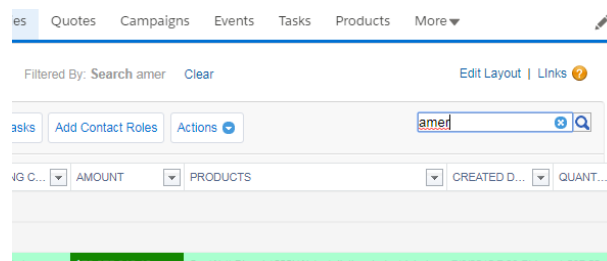 es Quotes Campaigns Events Tasks Products More
Filtered By: Search amer Clear Edit Layout | LInks ?
asks Add Contact Roles Actions amer
NG C... AMOUNT PRODUCTS CREATED D... QUANT...